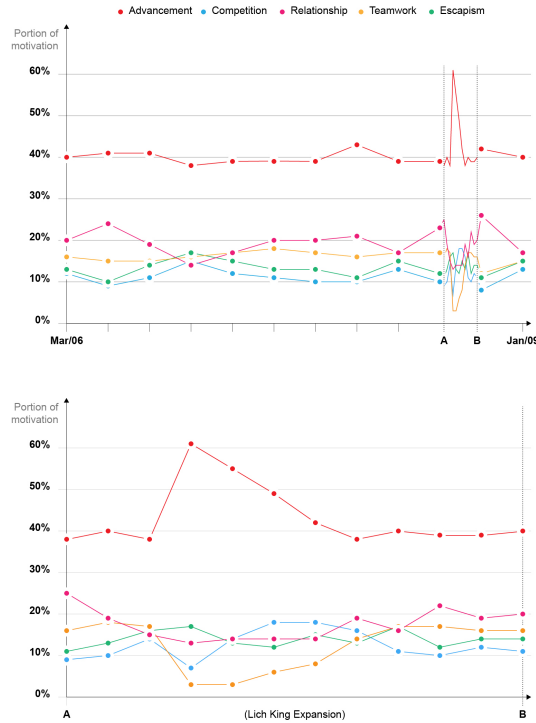 Advancement Competition Relationship Teamwork Escapism
Portion of
motivation
60%
50%
40%
30%
20%
10%
0%
Mar/06 A B Jan/09
Portion of
motivation
60%
50%
40%
30%
20%
10%
0%
A (Lich King Expansion) B